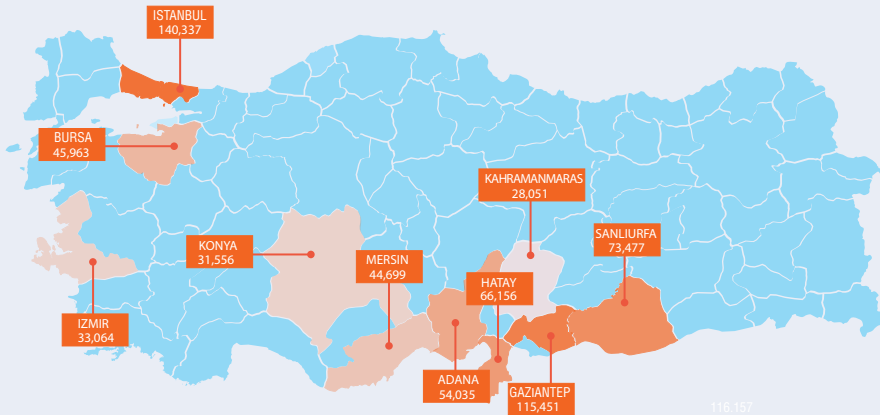 ISTANBUL
140,337
BURSA
45,963
KAHRAMANMARAS
28,051
SANLIURFA
73,477
KONYA
31,556
MERSIN
44,699
HATAY
66,156
IZMIR
33,064
ADANA
54,035
GAZIANTEP
115,451
116,157